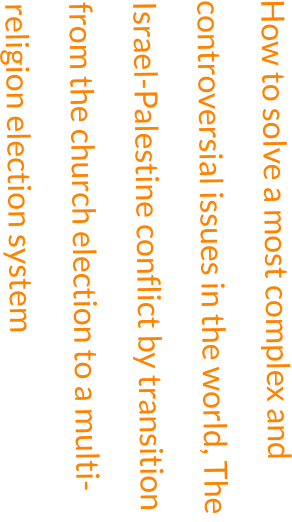 How to solve a most complex and
controversial issues in the world, The
Israel-Palestine conflict by transition
from the church election to a multi-
religion election system